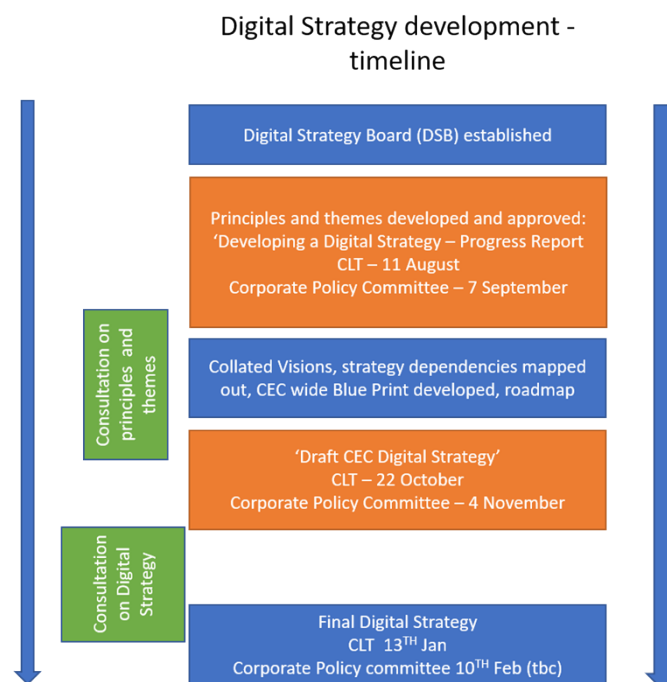 Digital Strategy development -
timeline
Digital Strategy Board (DSB) established
Principles and themes developed and approved:
‘Developing a Digital Strategy – Progress Report
CLT – 11 August
Corporate Policy Committee – 7 September
Consultation on
principles and
themes
Collated Visions, strategy dependencies mapped
out, CEC wide Blue Print developed, roadmap
‘Draft CEC Digital Strategy’
CLT – 22 October
Corporate Policy Committee – 4 November
Consultation
on Digital
Strategy
Final Digital Strategy
CLT 13TH Jan
Corporate Policy committee 10TH Feb (tbc)